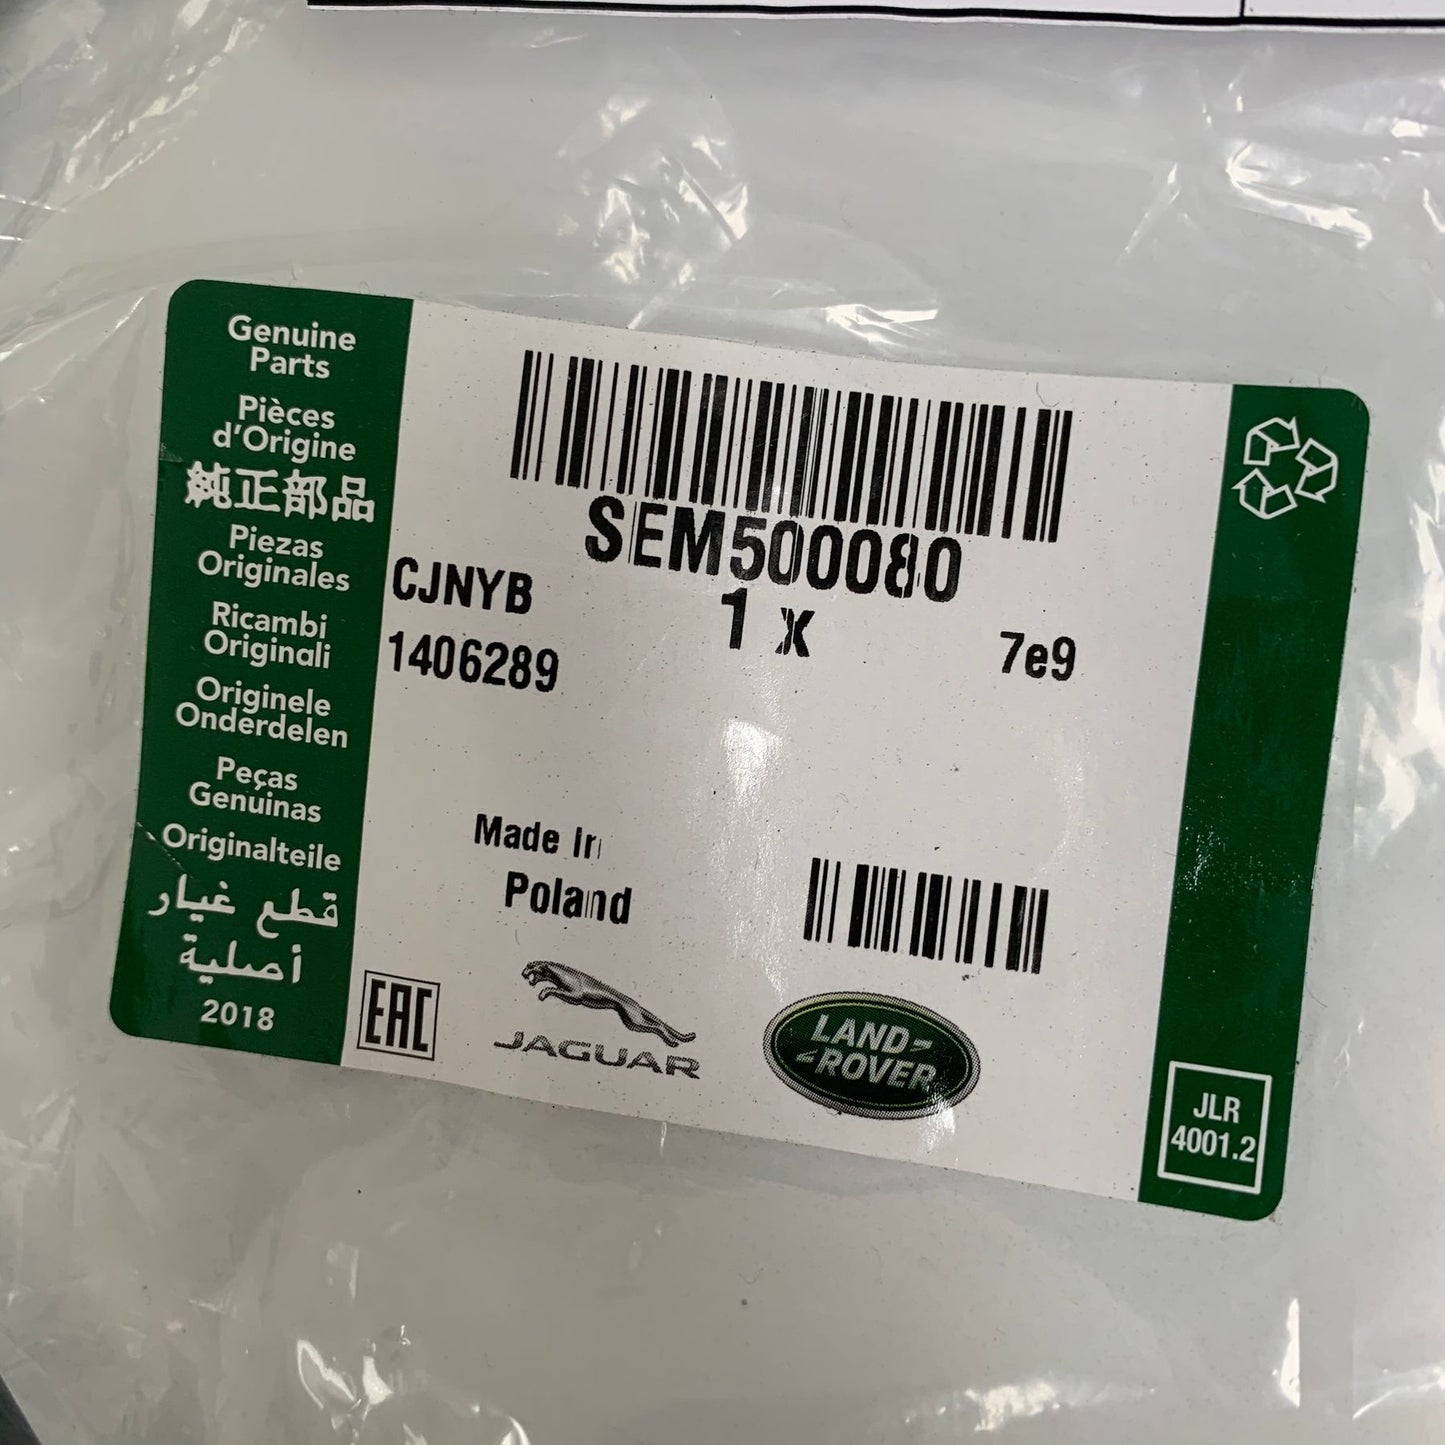 Genuine
Parts
Pièces
d'Origine
純正部品
Piezas
Originales
Ricambi
Originali
Originele
Onderdelen
Peças
Genuinas
Originalteile
قطع غيار
أصلية
2018
SEM500080
CJNYB
1 x
1406289
7e9
Made In
Poland
EAC
JAGUAR
LAND
ROVER
JLR
4001.2